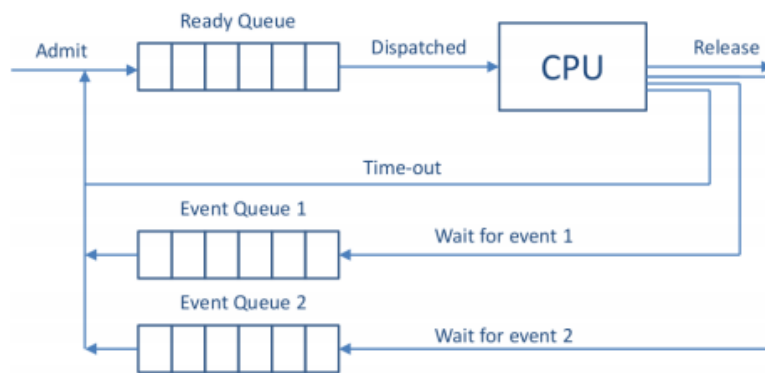 Ready Queue
Admit
Dispatched
CPU
Release
Time-out
Event Queue 1
Wait for event 1
Event Queue 2
Wait for event 2